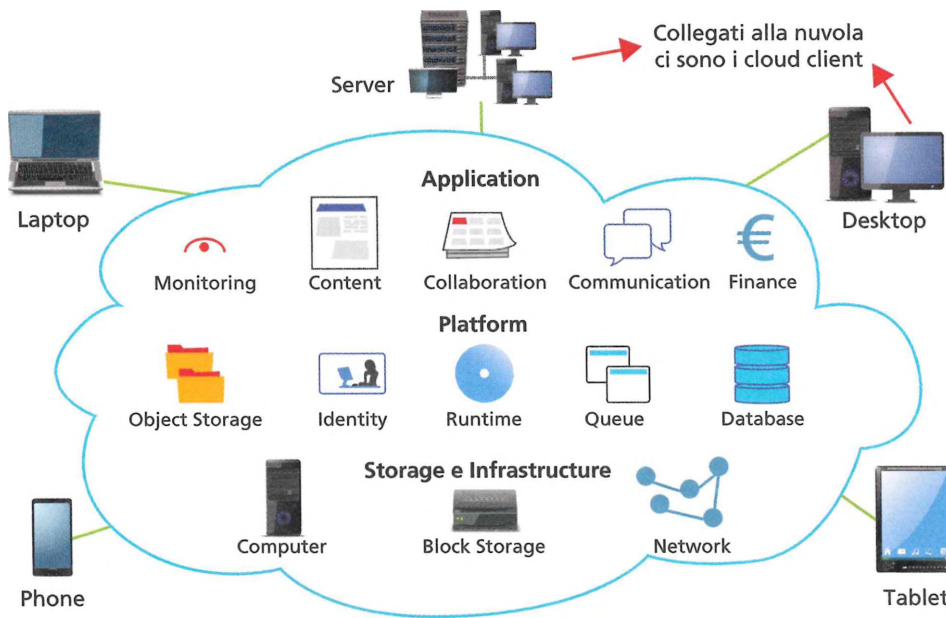 Collegati alla nuvola
ci sono i cloud client
Server
Laptop
Desktop
Application
Monitoring
Content
Collaboration
Communication
Finance
Platform
Object Storage
Identity
Runtime
Queue
Database
Storage e Infrastructure
Computer
Block Storage
Network
Phone
Tablet